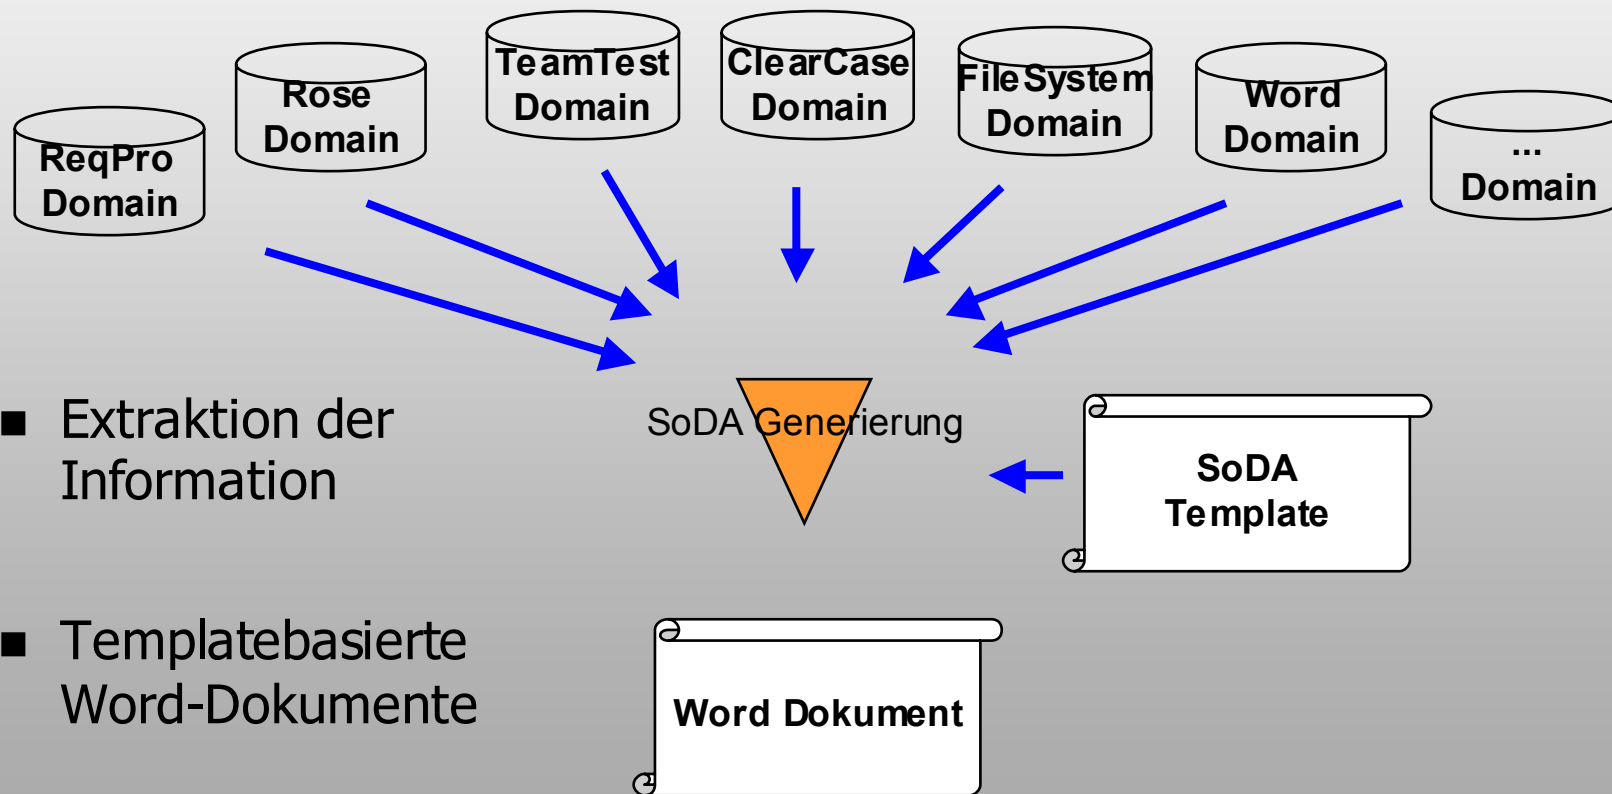 ReqPro
Domain
Rose
Domain
TeamTest
Domain
ClearCase
Domain
FileSystem
Domain
Word
Domain
...
Domain
■ Extraktion der
Information
SoDA Generierung
SoDA
Template
■ Templatebasierte
Word-Dokumente
Word Dokument